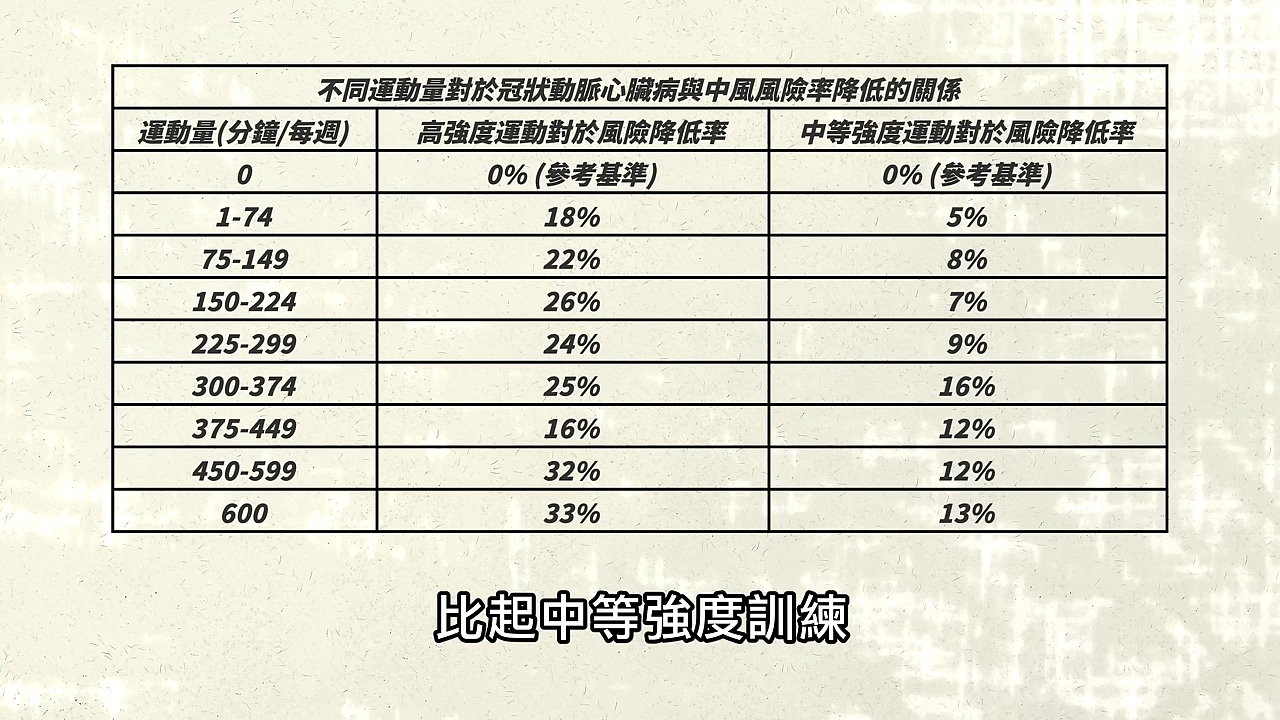 不同運動量對於冠狀動脈心臟病與中風風險率降低的關係
運動量(分鐘/每週) 高強度運動對於風險降低率 中等強度運動對於風險降低率
0 0% (參考基準) 0% (參考基準)
1-74 18% 5%
75-149 22% 8%
150-224 26% 7%
225-299 24% 9%
300-374 25% 16%
375-449 16% 12%
450-599 32% 12%
600 33% 13%
比起中等強度訓練